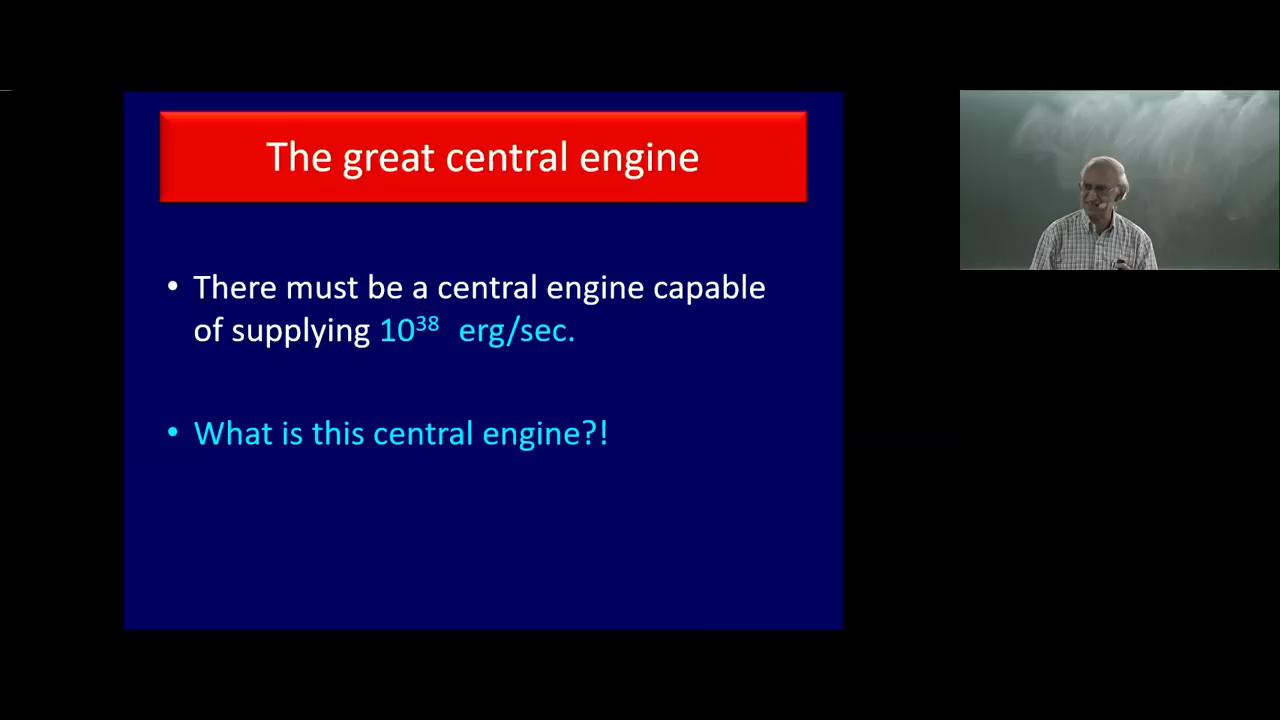 The great central engine
• There must be a central engine capable
of supplying 10³⁸ erg/sec.
• What is this central engine?!